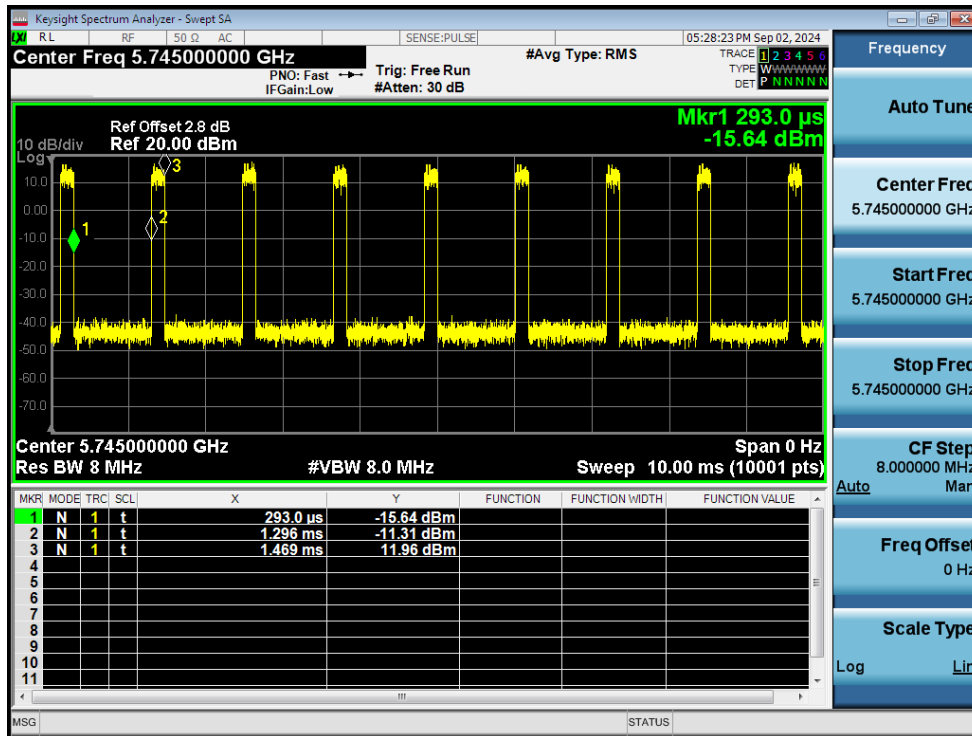 Keysight Spectrum Analyzer - Swept SA
LXI RL RF 50 Ω AC SENSE:PULSE 05:28:23 PM Sep 02, 2024
Center Freq 5.745000000 GHz
#Avg Type: RMS
TRACE 1 2 3 4 5 6
PNO: Fast Trig: Free Run
TYPE WWWWWW
IFGain:Low #Atten: 30 dB
DET P N N N N N
Mkr1 293.0 µs
Ref Offset 2.8 dB
10 dB/div Ref 20.00 dBm
-15.64 dBm
Log
10.0
0.00
-10.0
-20.0
-30.0
-40.0
-50.0
-60.0
-70.0
1
2
3
Center 5.745000000 GHz Span 0 Hz
Res BW 8 MHz #VBW 8.0 MHz Sweep 10.00 ms (10001 pts)
MKR MODE TRC SCL X Y FUNCTION FUNCTION WIDTH FUNCTION VALUE
1 N 1 t 293.0 µs -15.64 dBm
2 N 1 t 1.296 ms -11.31 dBm
3 N 1 t 1.469 ms 11.96 dBm
4
5
6
7
8
9
10
11
MSG STATUS
Frequency
Auto Tune
Center Freq
5.745000000 GHz
Start Freq
5.745000000 GHz
Stop Freq
5.745000000 GHz
CF Step
8.000000 MHz
Auto Man
Freq Offset
0 Hz
Scale Type
Log Lin